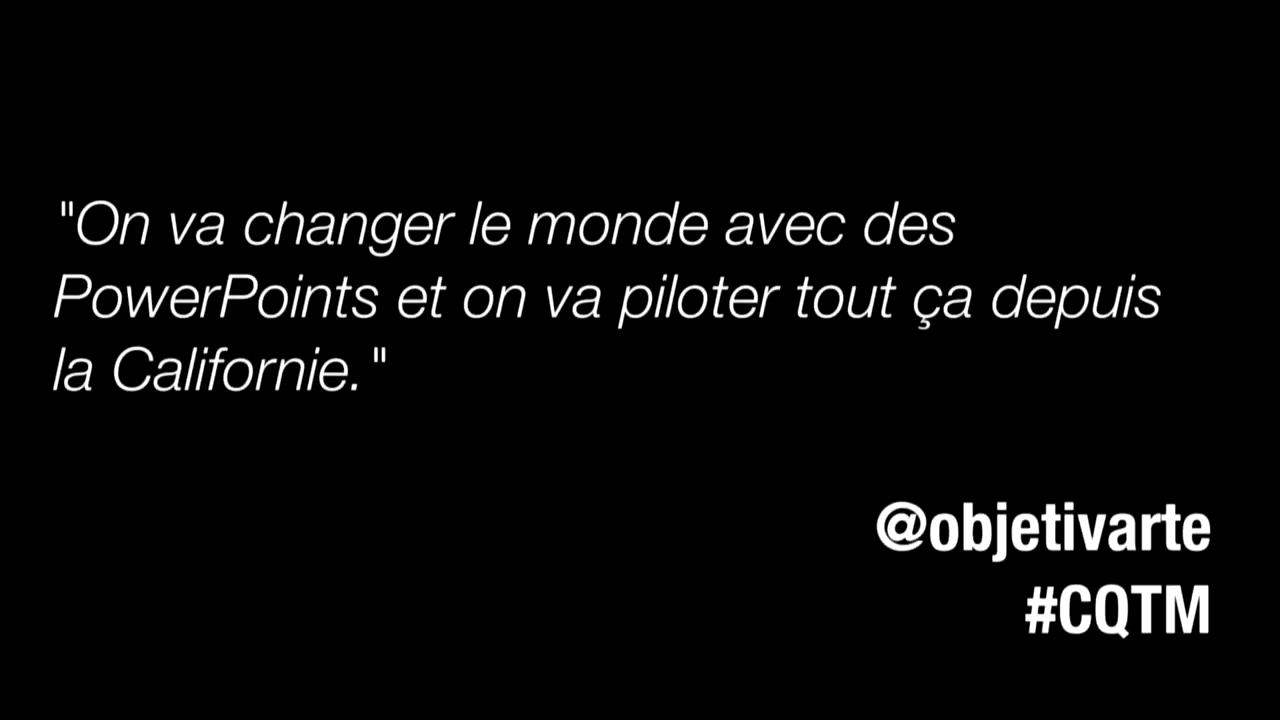 "On va changer le monde avec des
PowerPoints et on va piloter tout ça depuis
la Californie."
@objetivarte
#CQTM